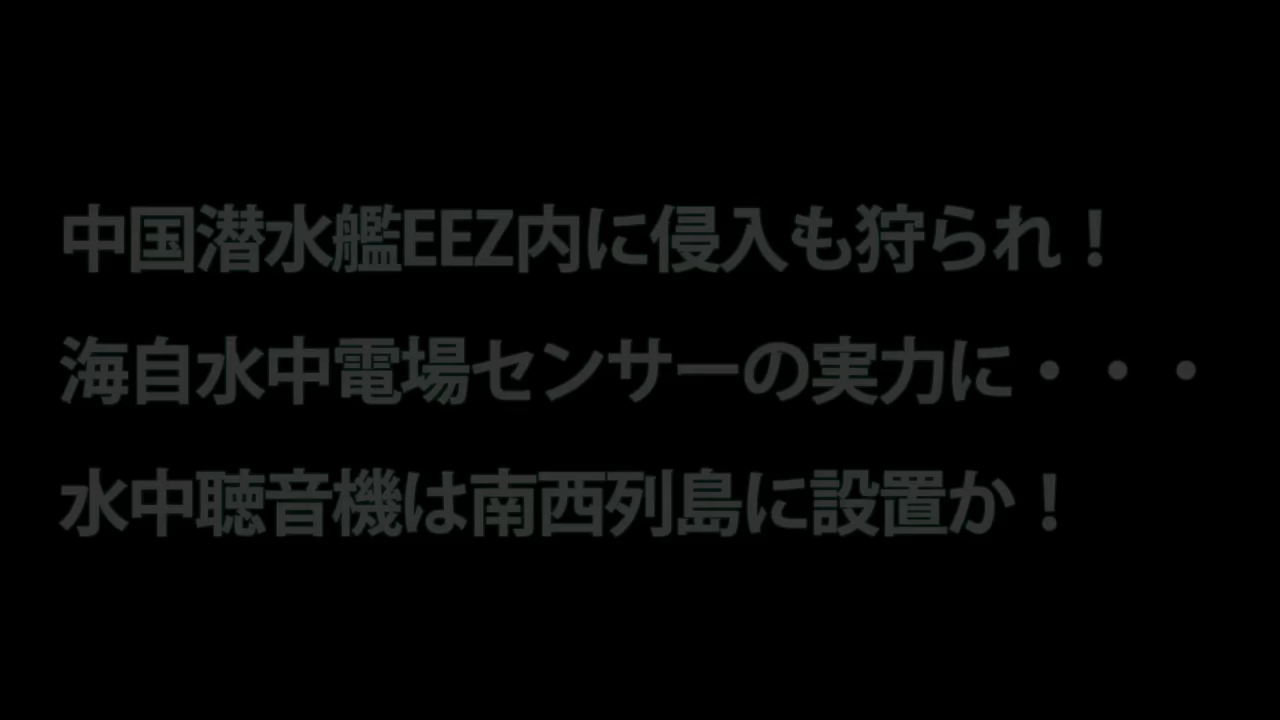 中国潜水艦EEZ内に侵入も狩られ！
海自水中電場センサーの実力に・・・
水中聴音機は南西列島に設置か！